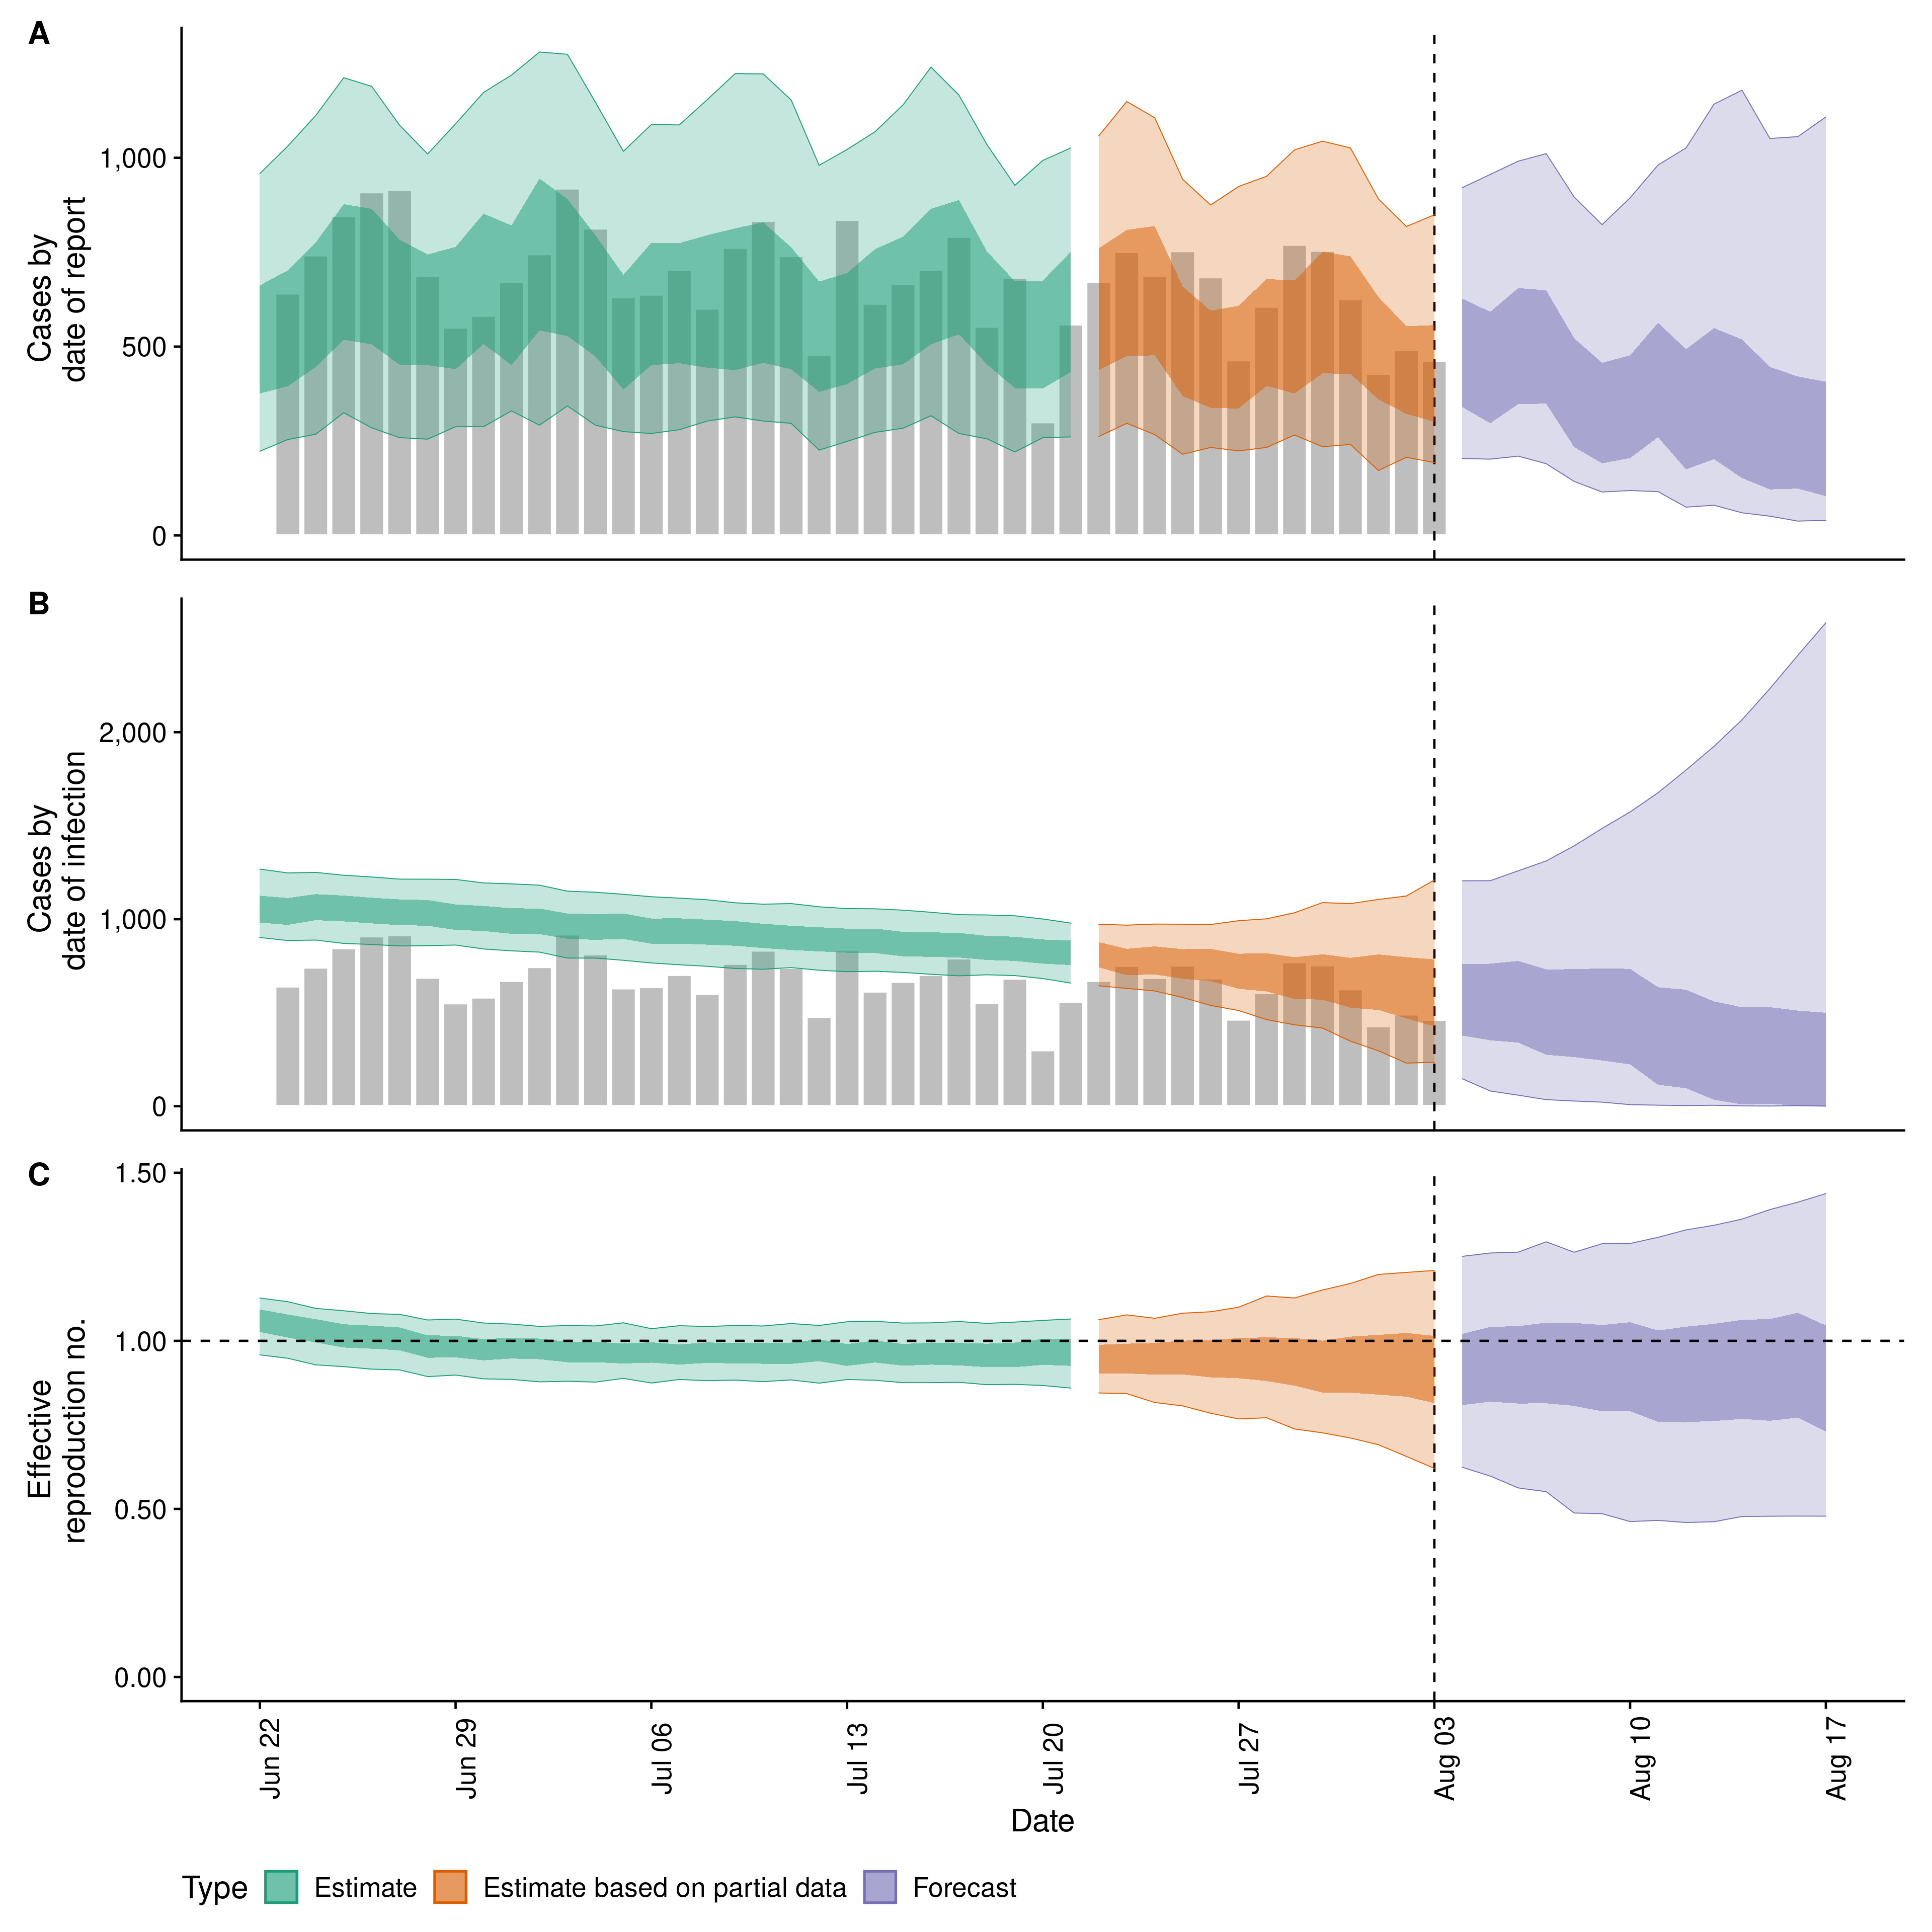 A
Cases by
date of report
1,000
500
0
B
Cases by
date of infection
2,000
1,000
0
C
Effective
reproduction no.
1.50
1.00
0.50
0.00
Jun 22
Jun 29
Jul 06
Jul 13
Jul 20
Jul 27
Aug 03
Aug 10
Aug 17
Date
Type Estimate Estimate based on partial data Forecast